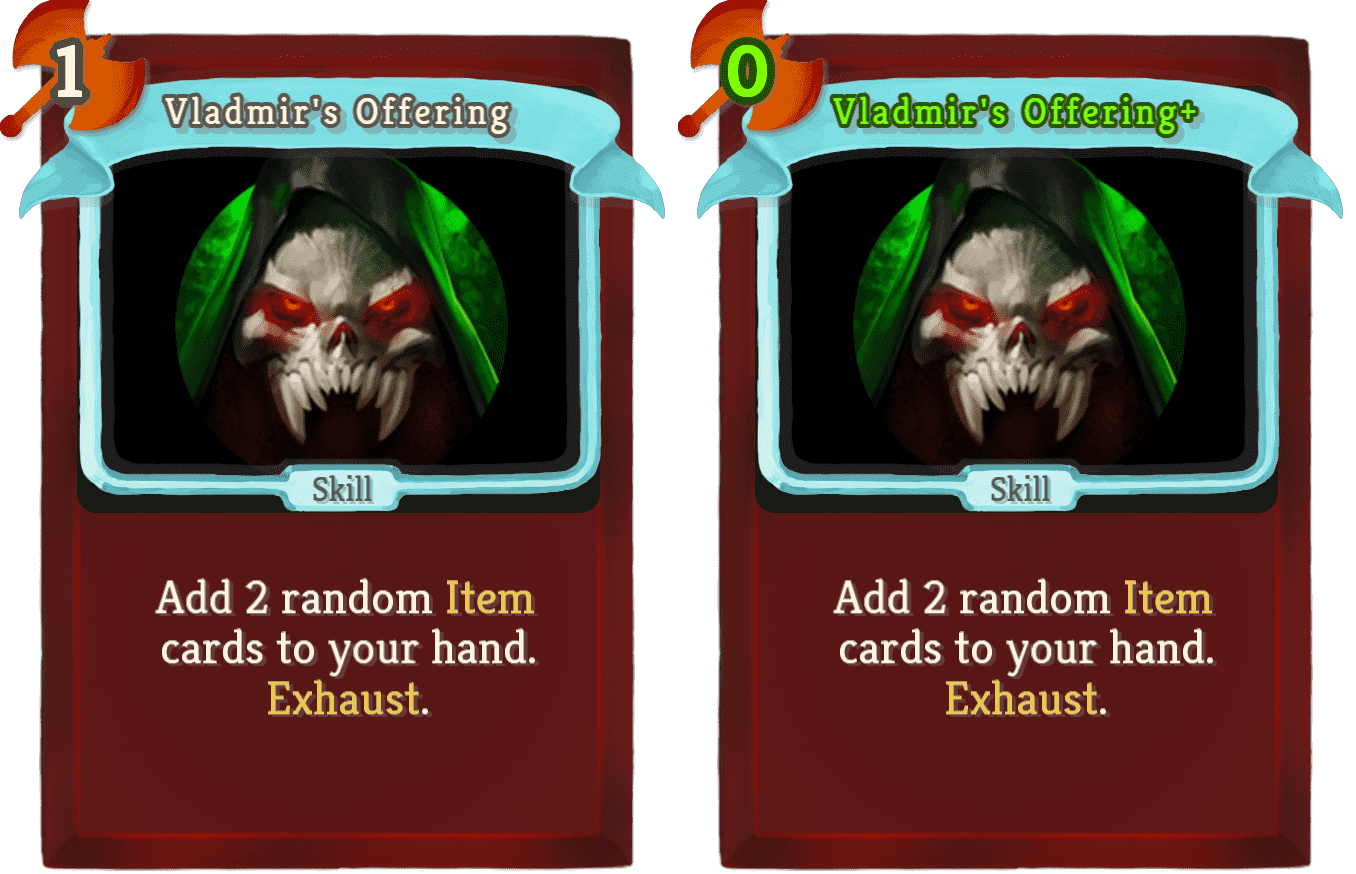 1
Vladmir's Offering
Skill
Add 2 random Item
cards to your hand.
Exhaust.
0
Vladmir's Offering+
Skill
Add 2 random Item
cards to your hand.
Exhaust.